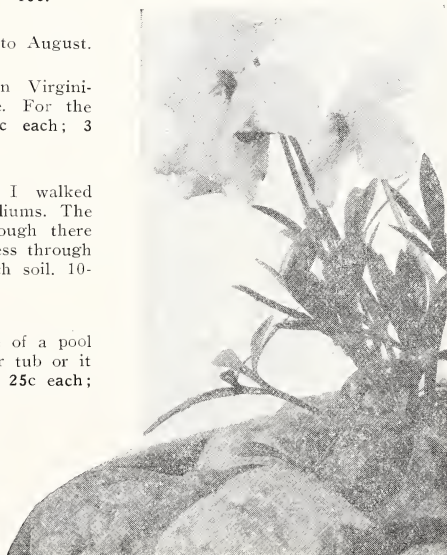 to August.
n Virgini-
For the
c each; 3
I walked
liums. The
ough there
ess through
h soil. 10-
of a pool
r tub or it
25c each;